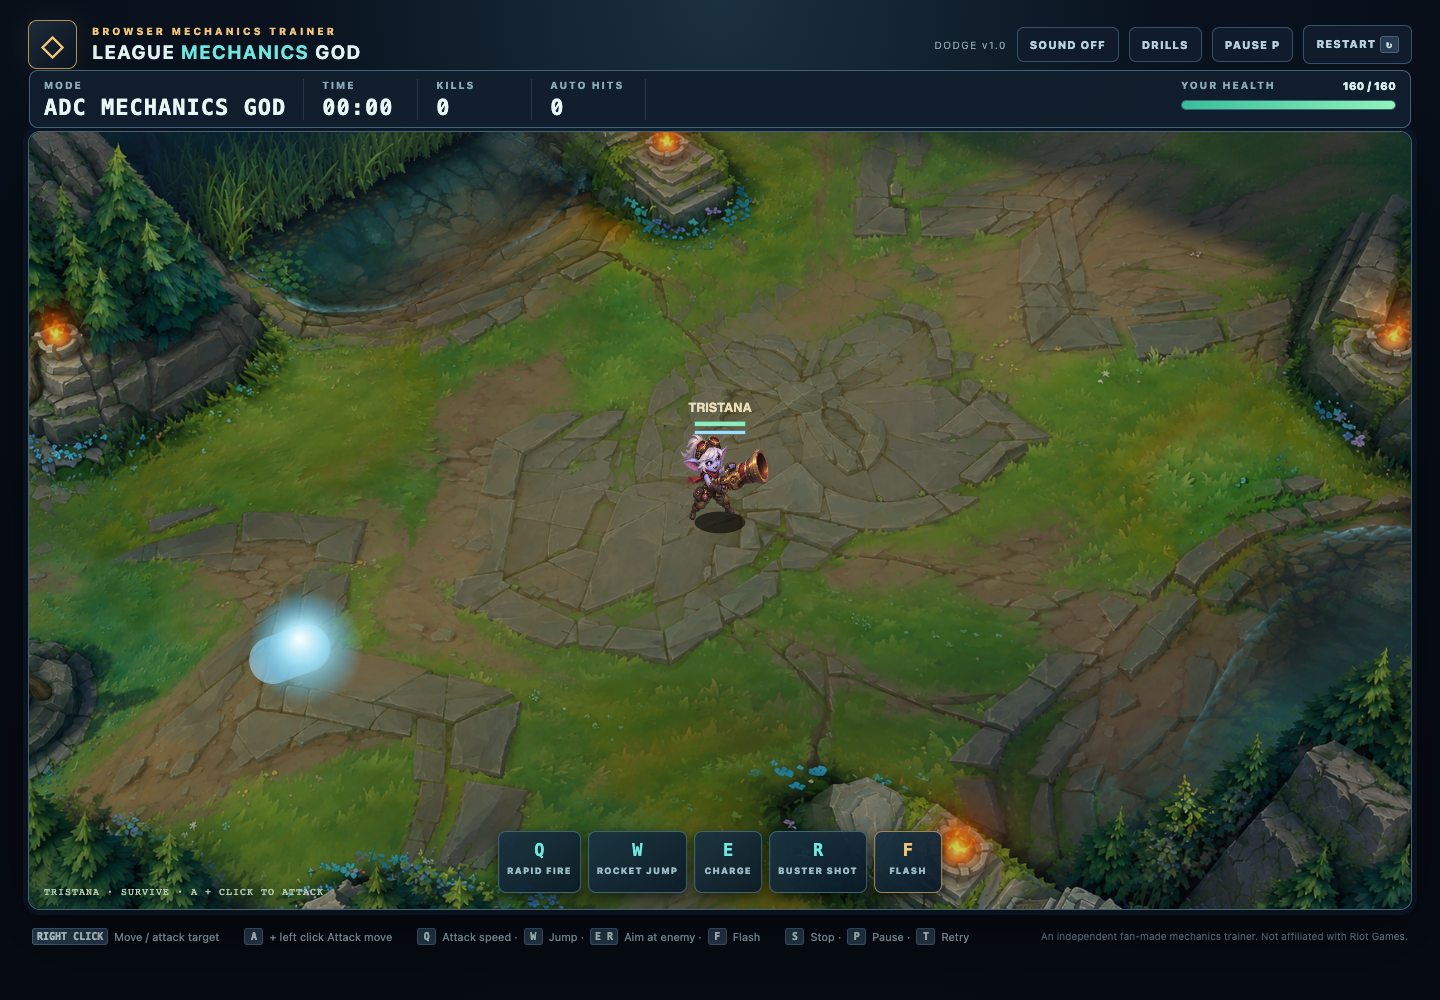 BROWSER MECHANICS TRAINER
LEAGUE MECHANICS GOD
DODGE v1.0
SOUND OFF
DRILLS
PAUSE P
RESTART ↻
MODE
ADC MECHANICS GOD
TIME
00:00
KILLS
0
AUTO HITS
0
YOUR HEALTH
160 / 160
TRISTANA
Q
RAPID FIRE
W
ROCKET JUMP
E
CHARGE
R
BUSTER SHOT
F
FLASH
TRISTANA · SURVIVE · A + CLICK TO ATTACK
RIGHT CLICK Move / attack target A + left click Attack move Q Attack speed · W Jump · E R Aim at enemy · F Flash S Stop · P Pause · T Retry
An independent fan-made mechanics trainer. Not affiliated with Riot Games.